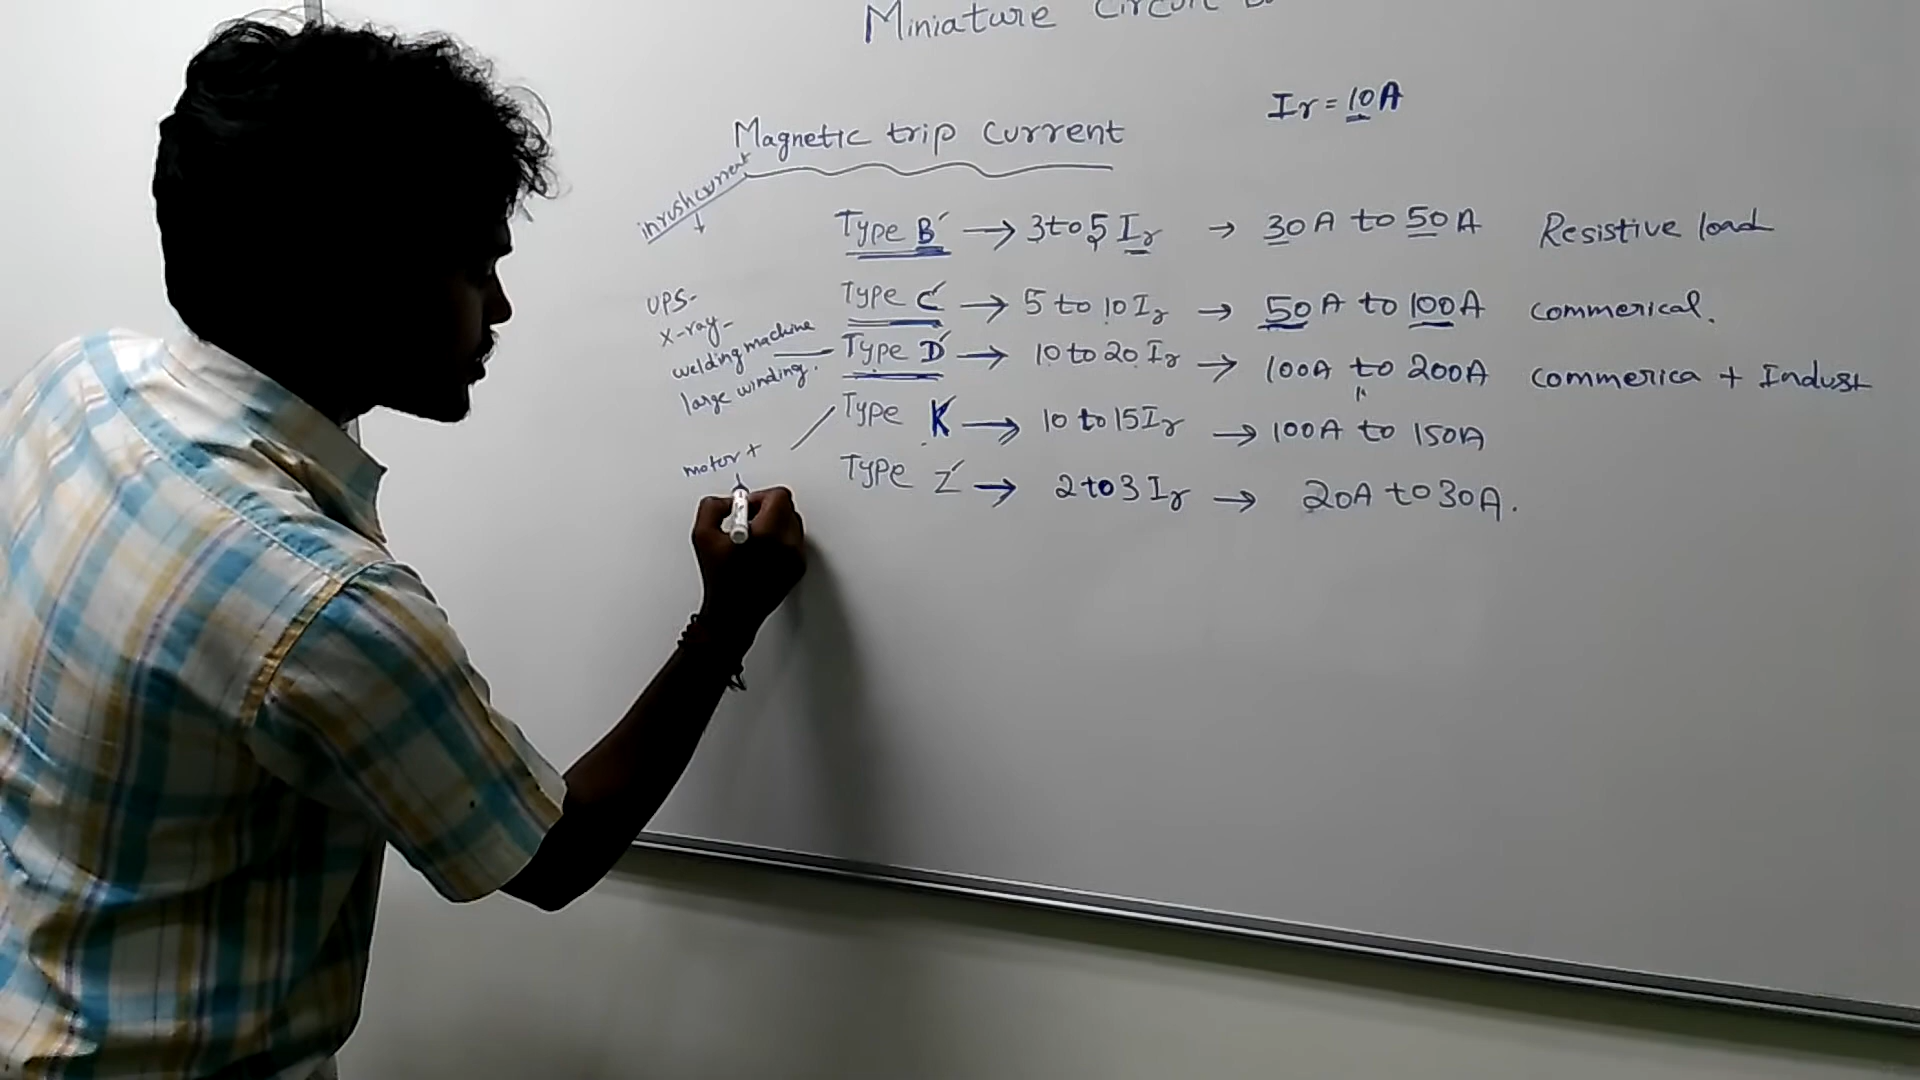 Miniature Circuit
Ir = 10A
Magnetic trip current
inrush current
↓
Type B → 3 to 5 Ir → 30A to 50A Resistive load
Type C → 5 to 10 Ir → 50A to 100A commerical.
Type D → 10 to 20 Ir → 100A to 200A commerica + Indust
Type K → 10 to 15 Ir → 100A to 150A
Type Z → 2 to 3 Ir → 20A to 30A.
UPS-
X-ray-
welding machine
large winding.
motor +